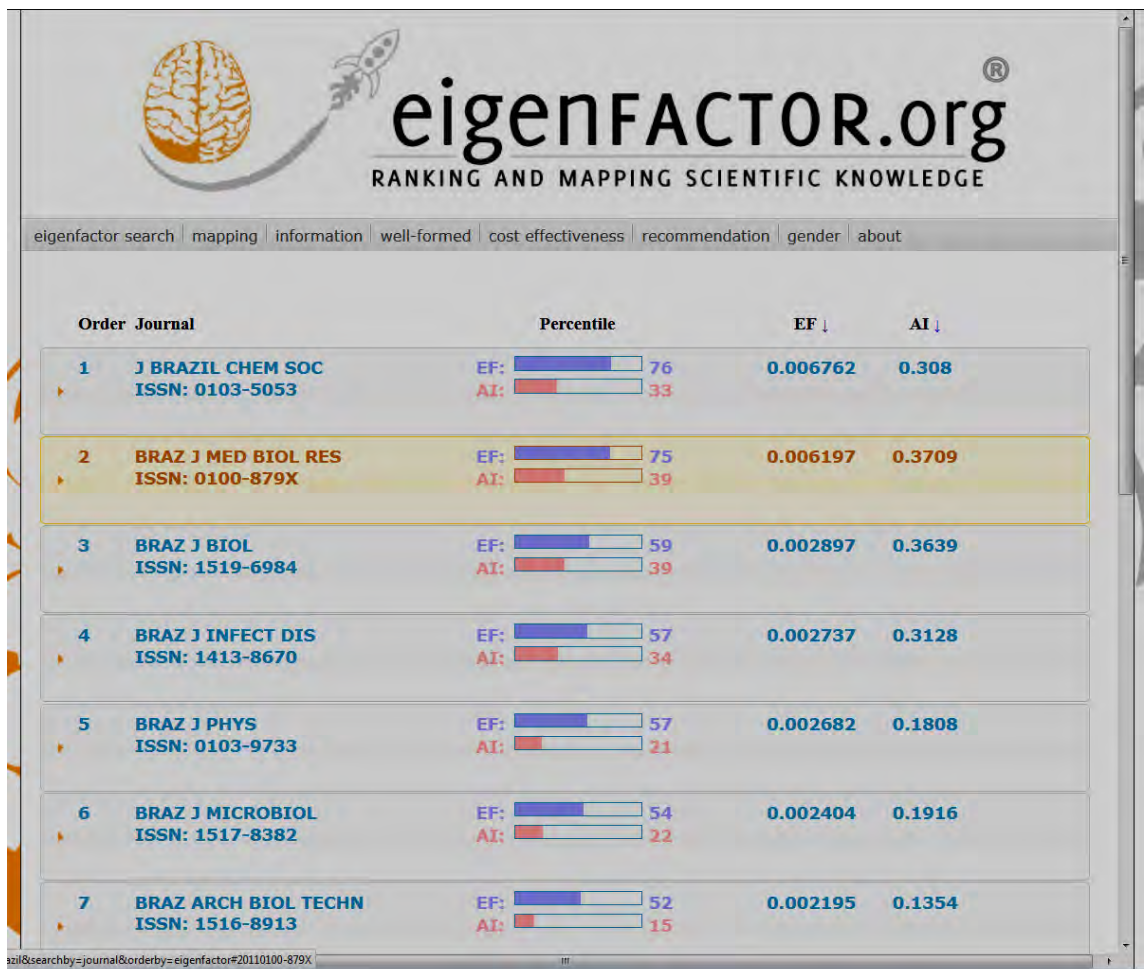 ®
eigenFACTOR.org
RANKING AND MAPPING SCIENTIFIC KNOWLEDGE
eigenfactor search mapping information well-formed cost effectiveness recommendation gender about
Order Journal Percentile EF ↓ AI ↓
1 J BRAZIL CHEM SOC EF: 76 0.006762 0.308
ISSN: 0103-5053 AI: 33
2 BRAZ J MED BIOL RES EF: 75 0.006197 0.3709
ISSN: 0100-879X AI: 39
3 BRAZ J BIOL EF: 59 0.002897 0.3639
ISSN: 1519-6984 AI: 39
4 BRAZ J INFECT DIS EF: 57 0.002737 0.3128
ISSN: 1413-8670 AI: 34
5 BRAZ J PHYS EF: 57 0.002682 0.1808
ISSN: 0103-9733 AI: 21
6 BRAZ J MICROBIOL EF: 54 0.002404 0.1916
ISSN: 1517-8382 AI: 22
7 BRAZ ARCH BIOL TECHN EF: 52 0.002195 0.1354
ISSN: 1516-8913 AI: 15
azil&searchby=journal&orderby=eigenfactor#20110100-879X